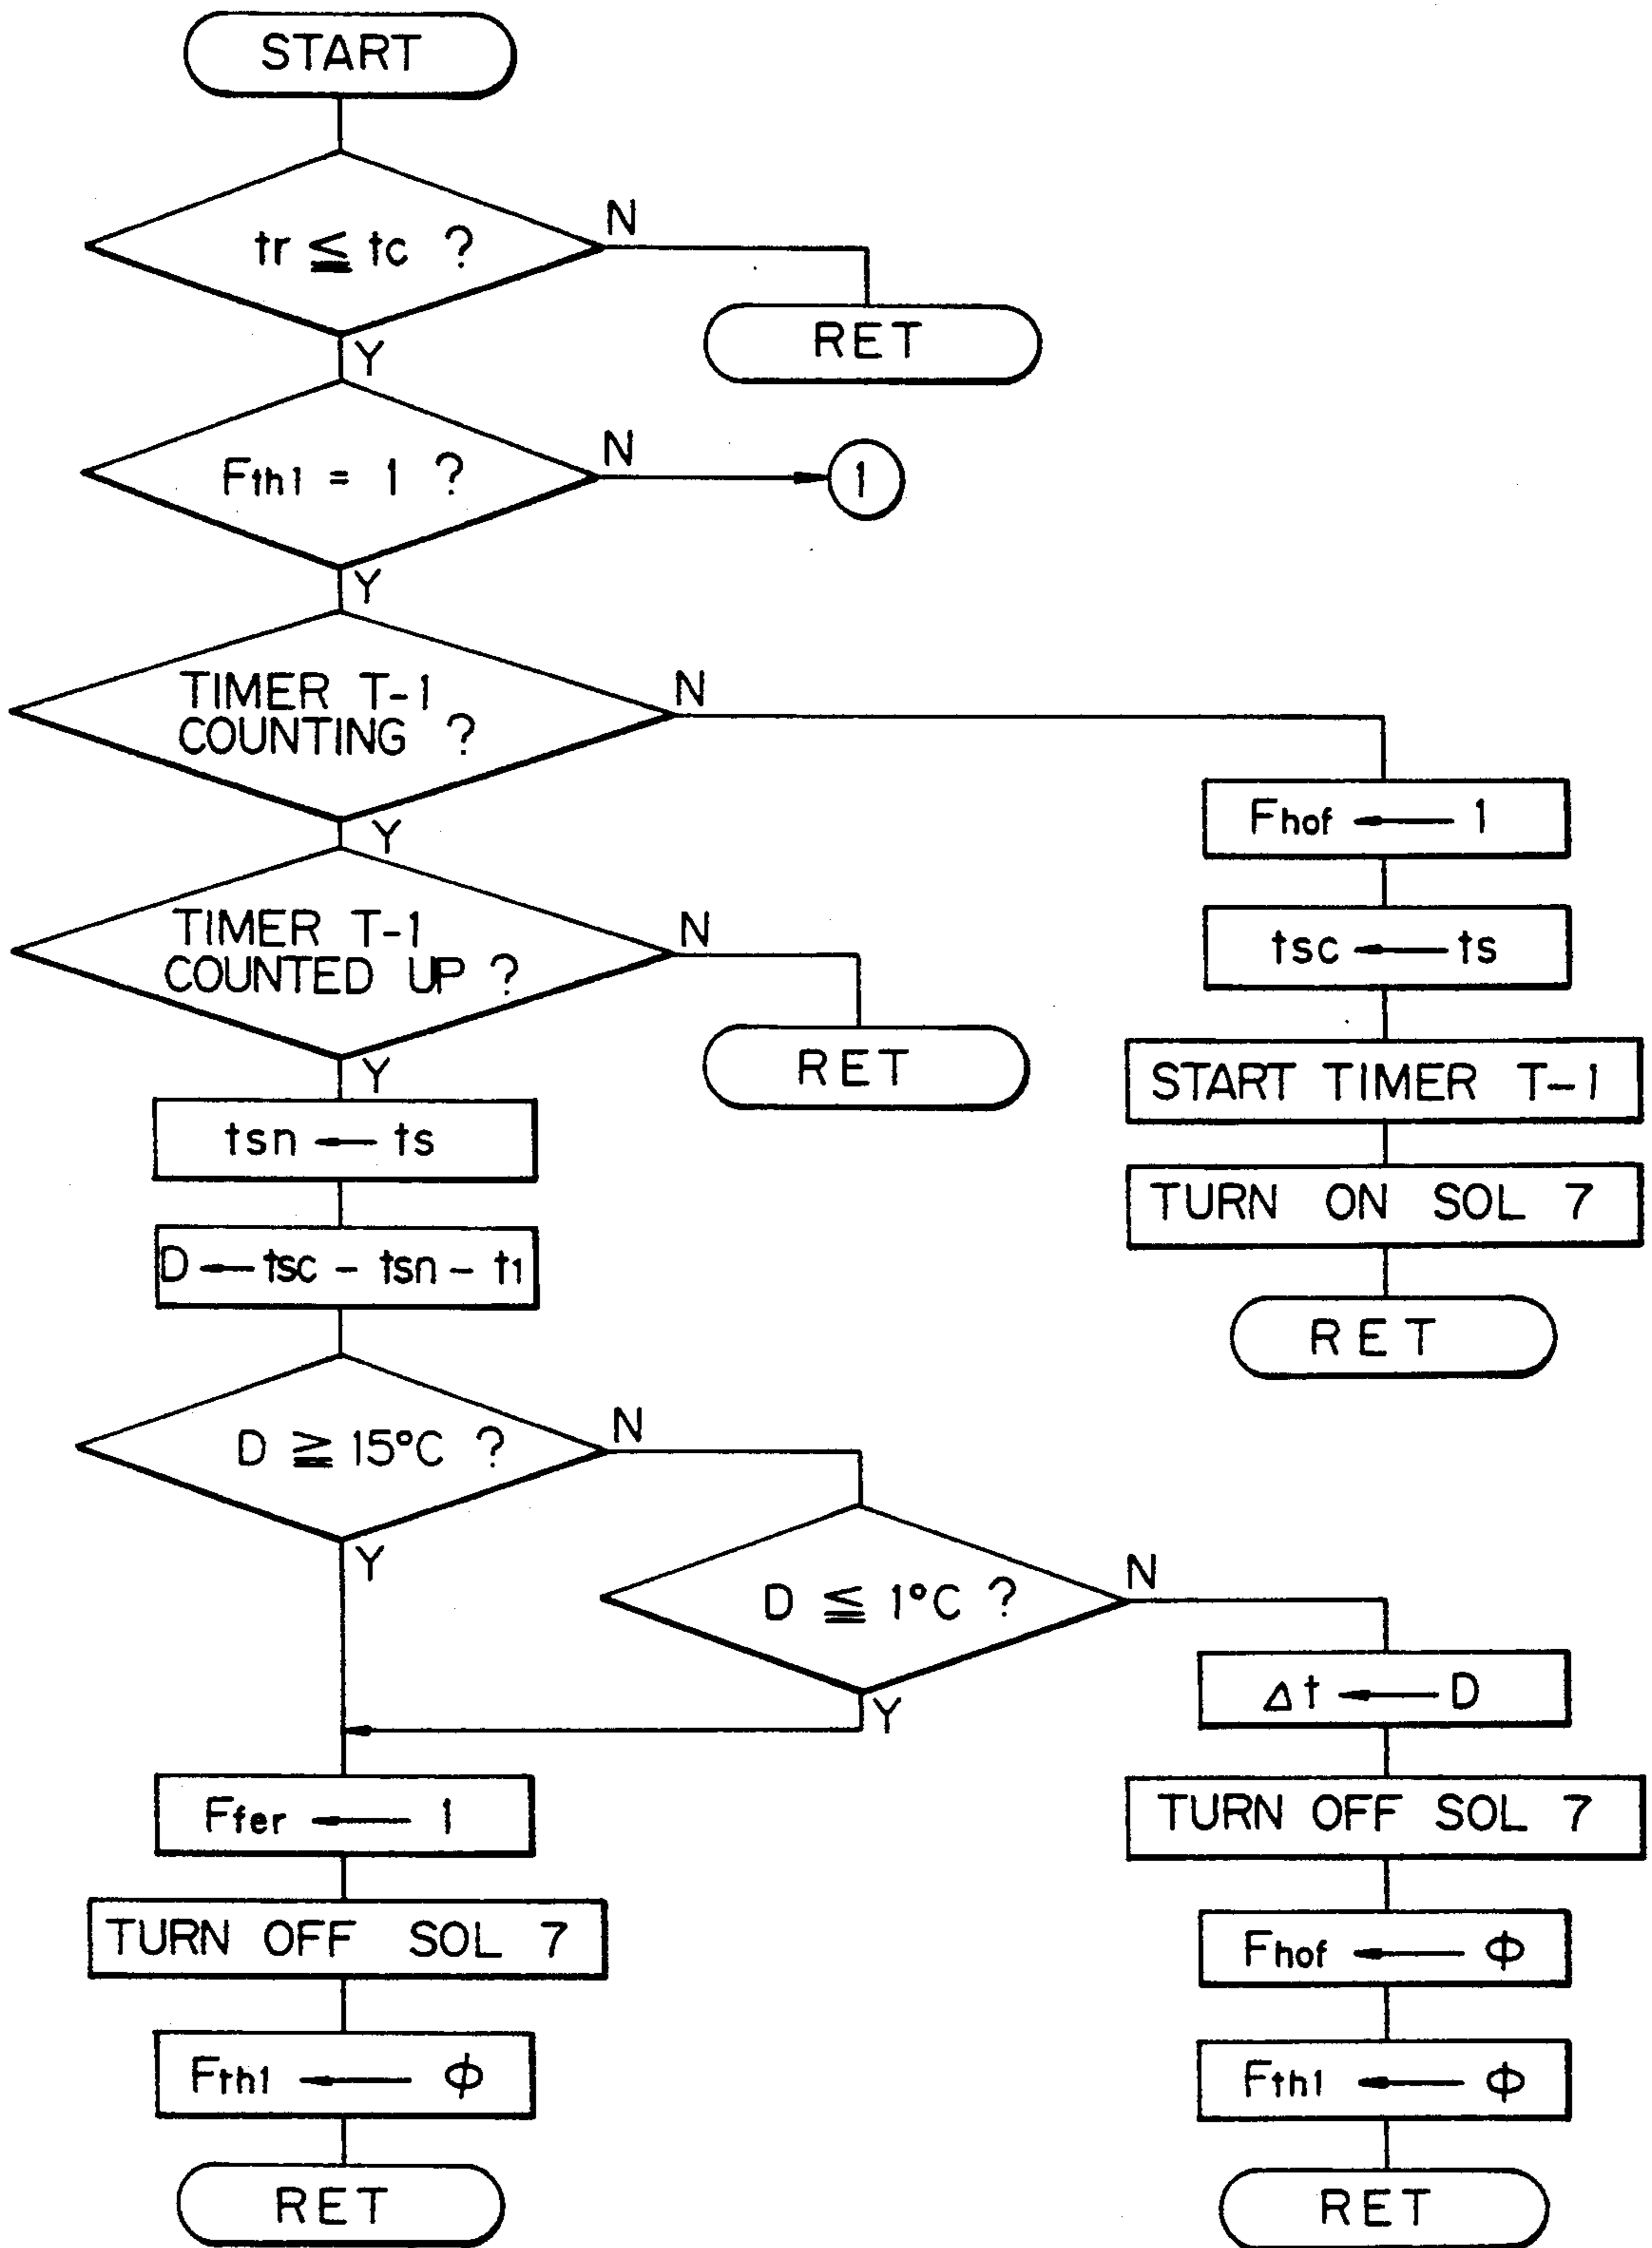 START
tr ≦ tc ?
N
RET
Y
Fth1 = 1 ?
N
1
Y
TIMER T-1
COUNTING ?
N
Y
Fhof ← 1
tsc ← ts
START TIMER T-1
TURN ON SOL 7
RET
TIMER T-1
COUNTED UP ?
N
RET
Y
tsn ← ts
D ← tsc - tsn - t1
D ≧ 15°C ?
N
Y
D ≦ 1°C ?
N
Y
Δt ← D
TURN OFF SOL 7
Fhof ← Φ
Fth1 ← Φ
RET
Ffer ← 1
TURN OFF SOL 7
Fth1 ← Φ
RET